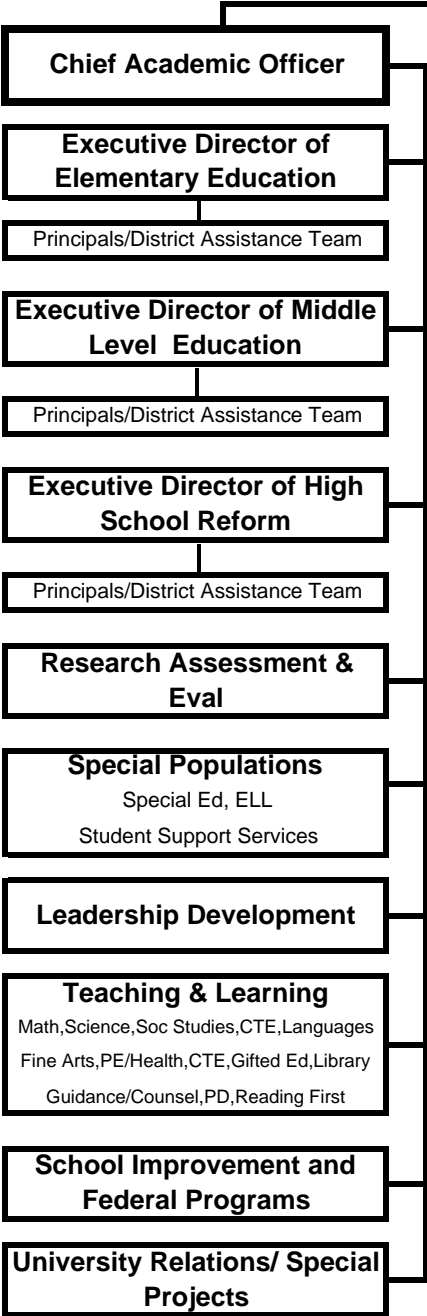 Chief Academic Officer
Executive Director of
Elementary Education
Principals/District Assistance Team
Executive Director of Middle
Level Education
Principals/District Assistance Team
Executive Director of High
School Reform
Principals/District Assistance Team
Research Assessment &
Eval
Special Populations
Special Ed, ELL
Student Support Services
Leadership Development
Teaching & Learning
Math,Science,Soc Studies,CTE,Languages
Fine Arts,PE/Health,CTE,Gifted Ed,Library
Guidance/Counsel,PD,Reading First
School Improvement and
Federal Programs
University Relations/ Special
Projects